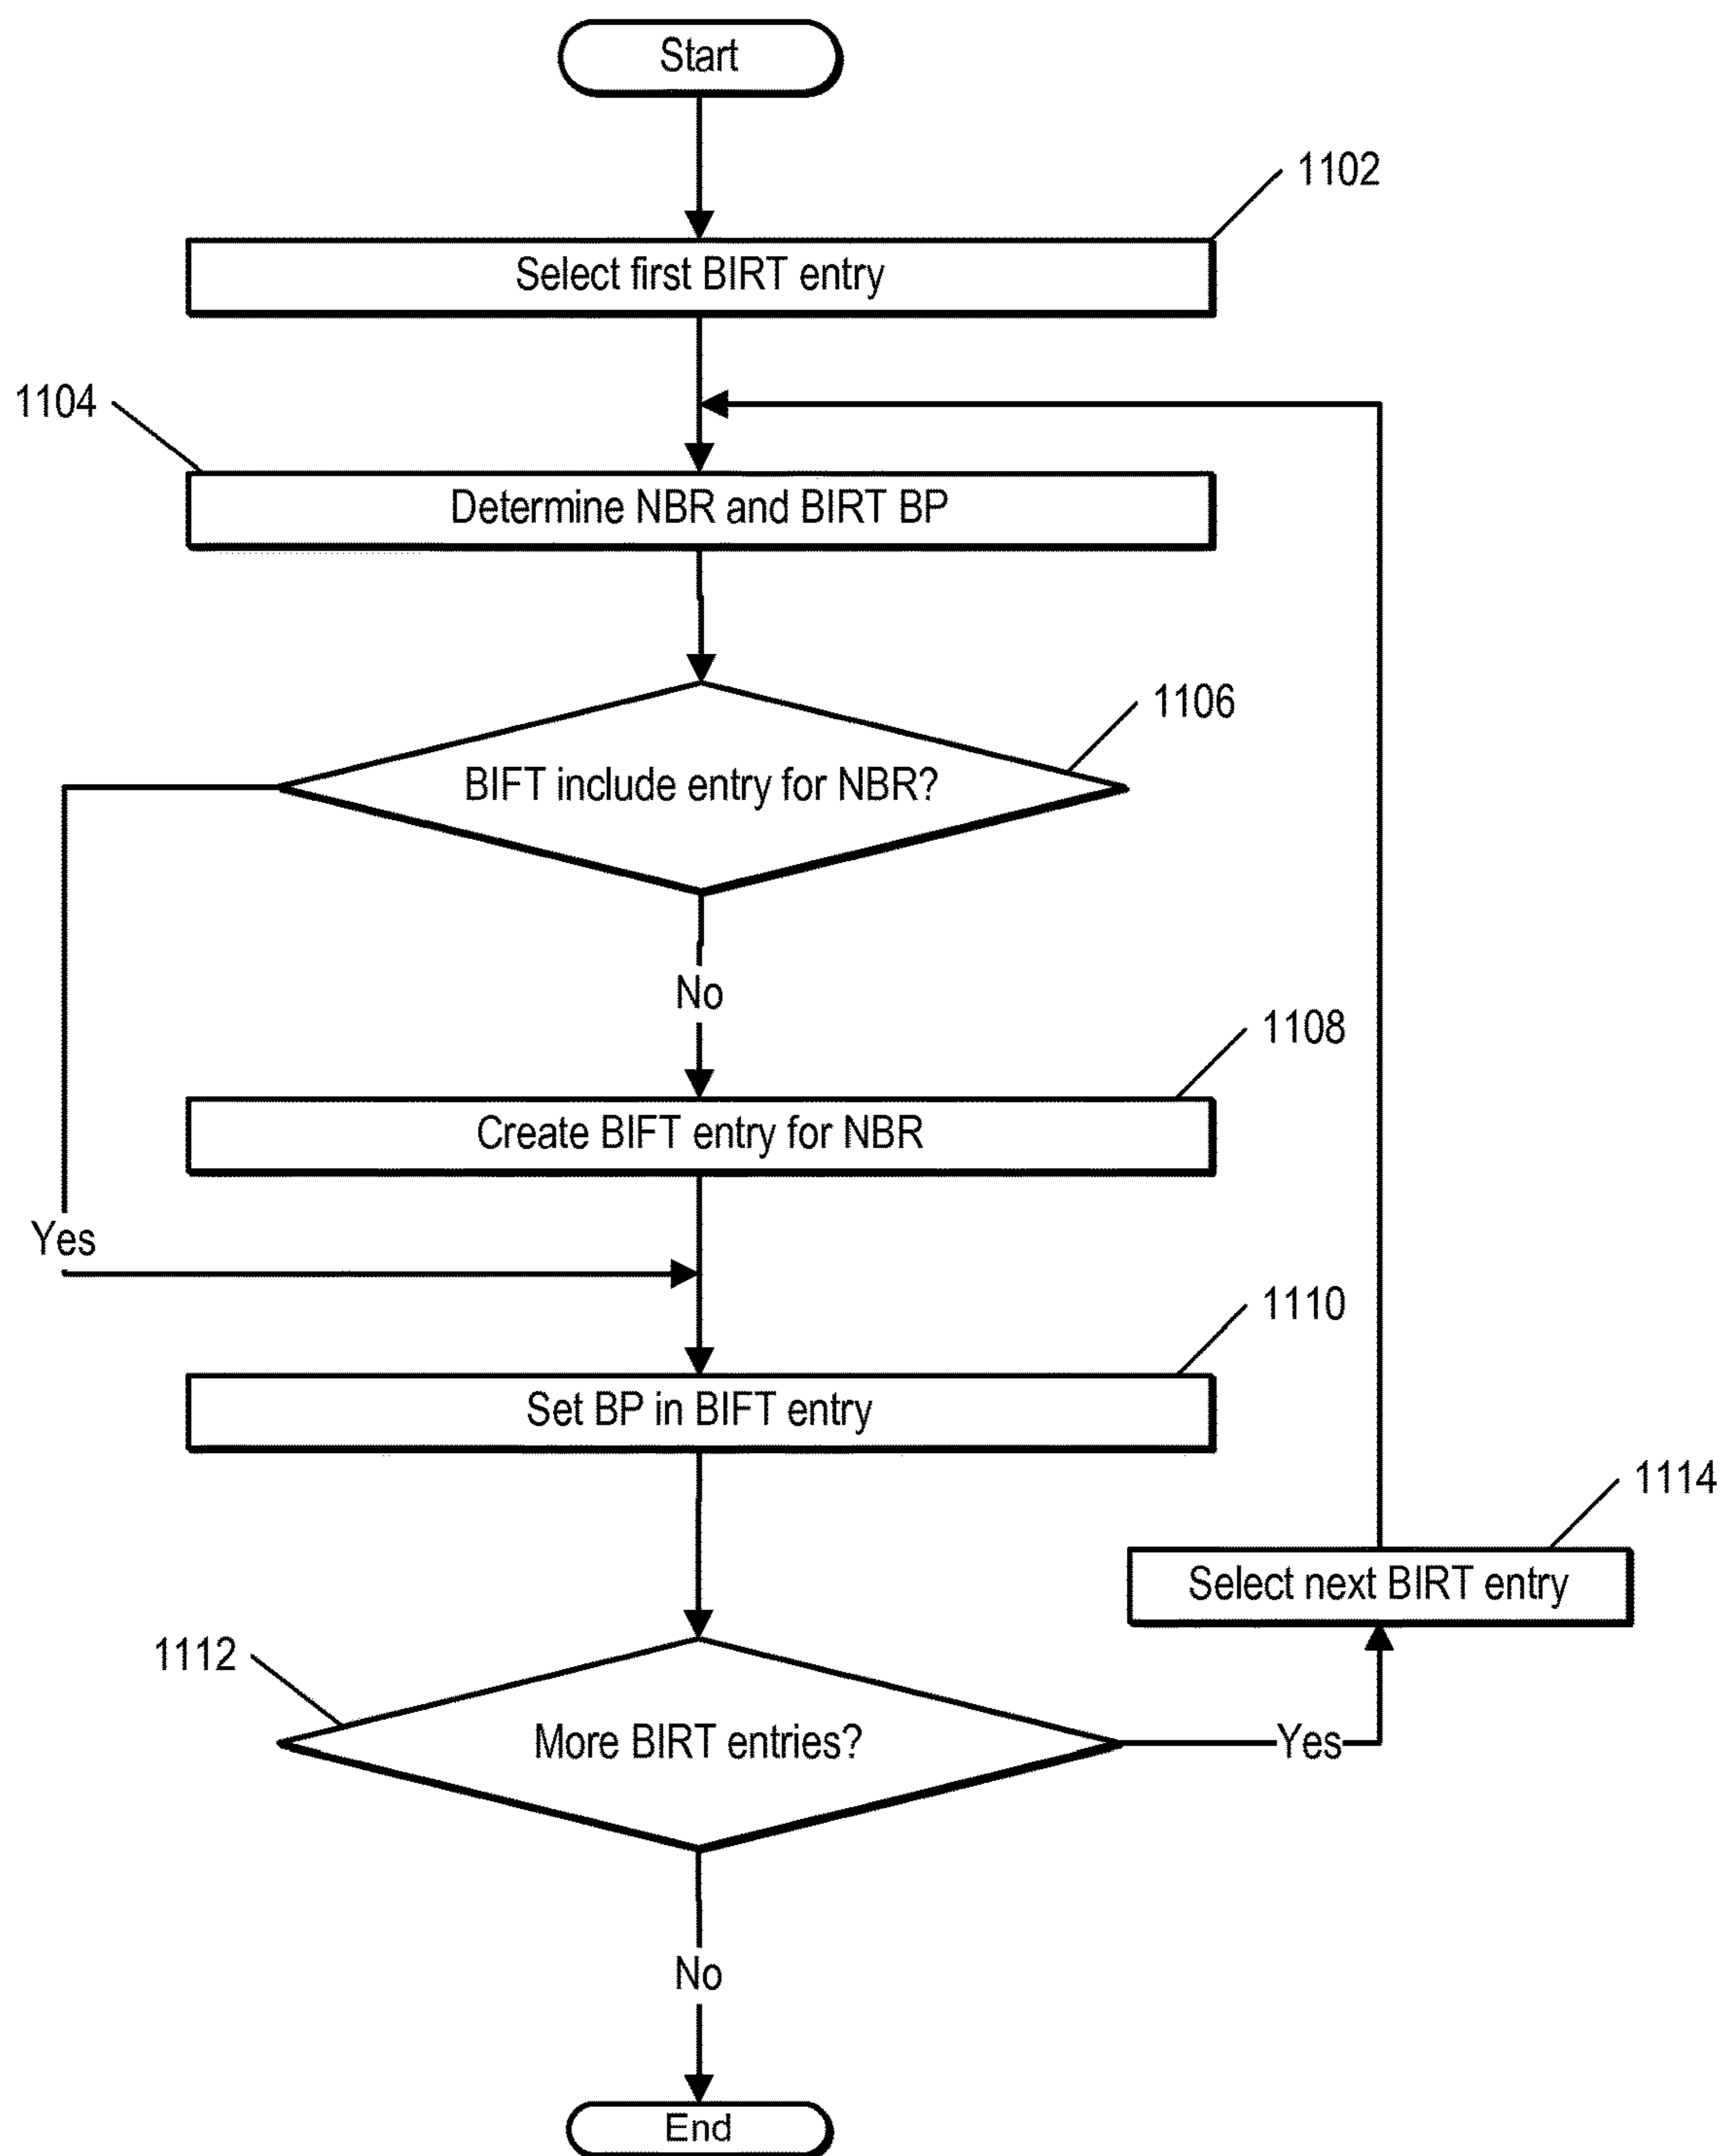 Start
1102
Select first BIRT entry
1104
Determine NBR and BIRT BP
1106
BIFT include entry for NBR?
No
1108
Create BIFT entry for NBR
Yes
1110
Set BP in BIFT entry
1114
Select next BIRT entry
1112
More BIRT entries?
Yes
No
End